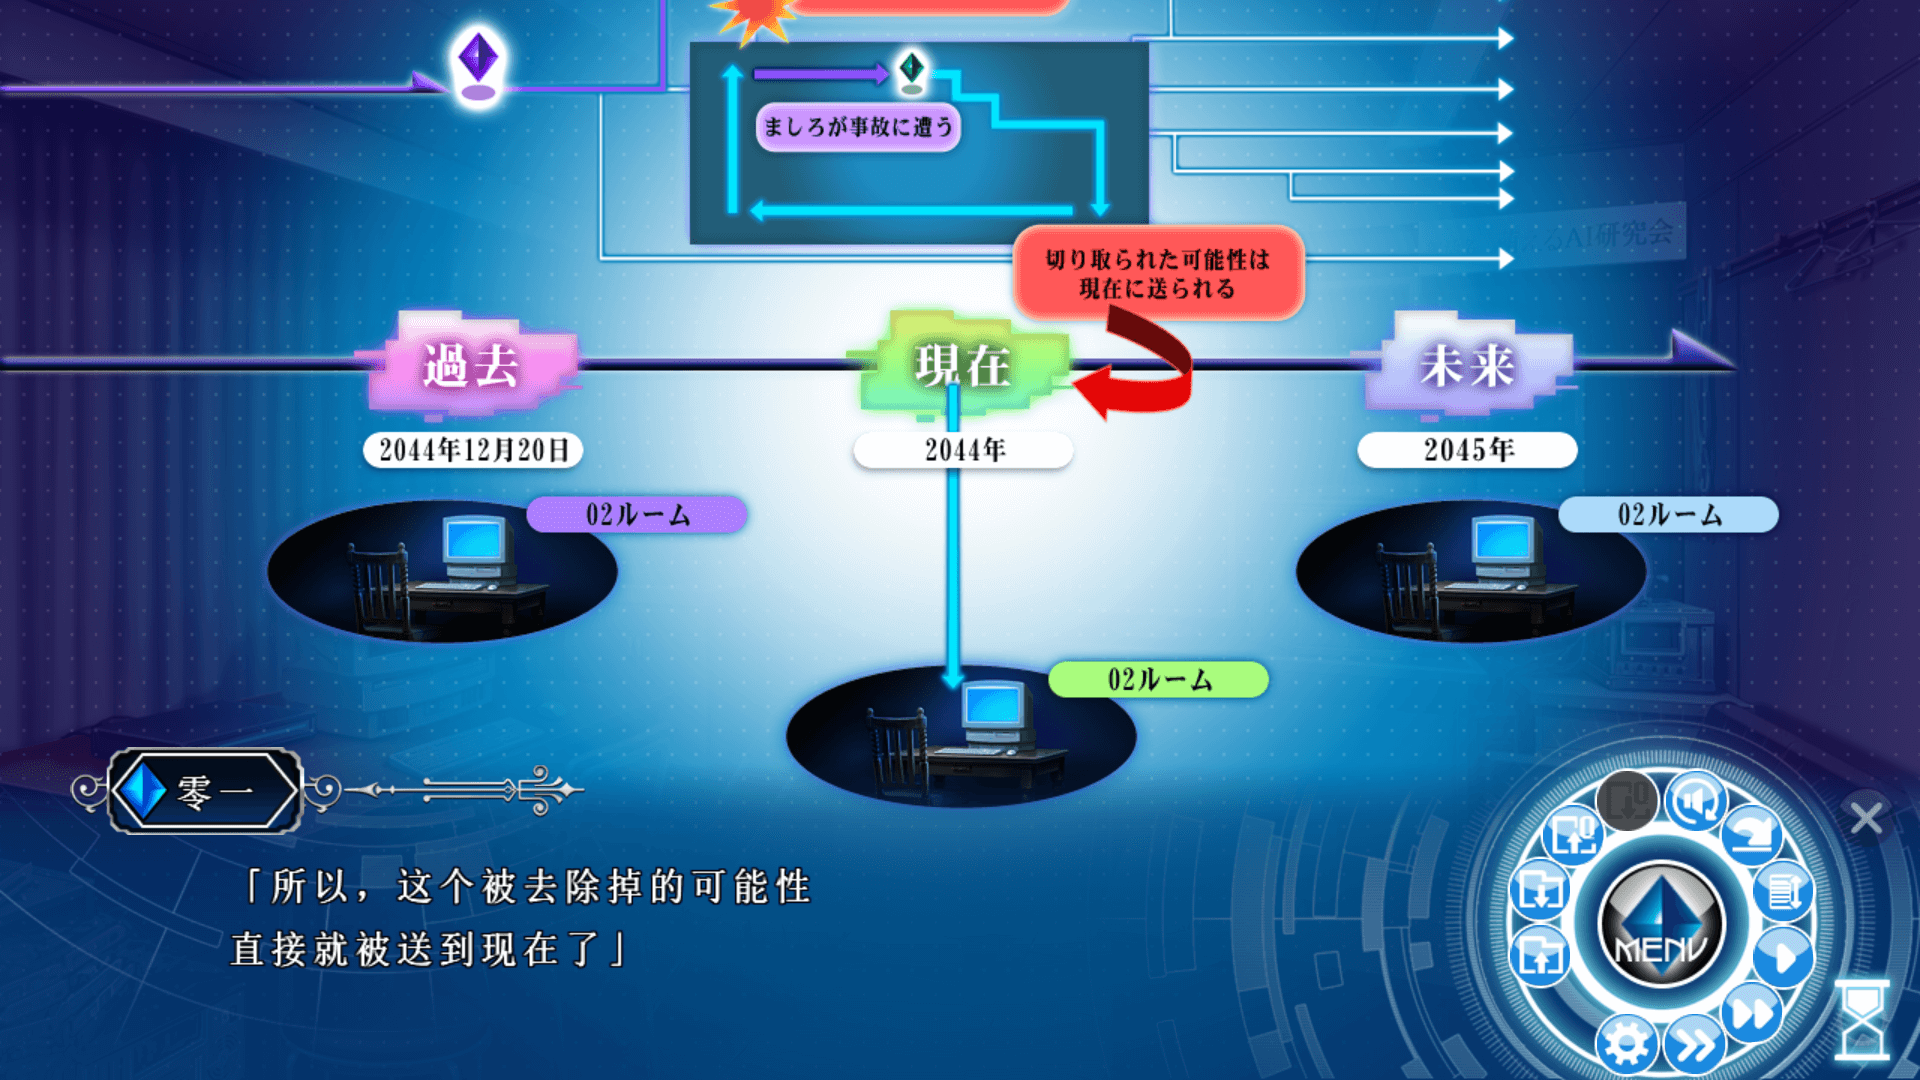 ましろが事故に遭う
るAI研究会
切り取られた可能性は
現在に送られる
過去
現在
未来
2044年12月20日
2044年
2045年
02ルーム
02ルーム
02ルーム
零一
「所以，这个被去除掉的可能性
直接就被送到现在了」
MENU